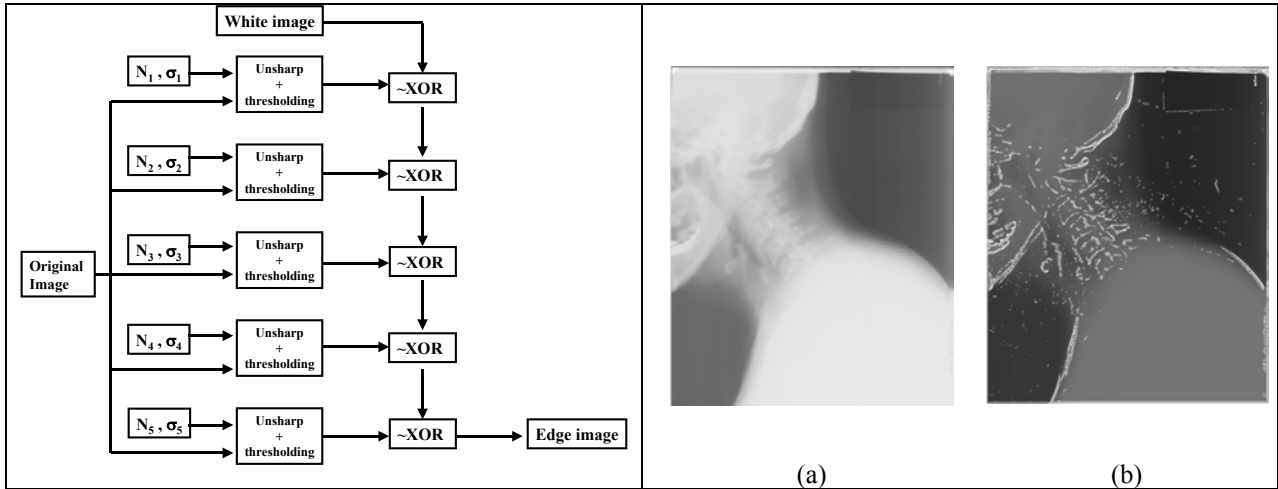 White image
N₁ , σ₁
Unsharp
+
thresholding
~XOR
N₂ , σ₂
Unsharp
+
thresholding
~XOR
N₃ , σ₃
Unsharp
+
thresholding
~XOR
Original
Image
N₄ , σ₄
Unsharp
+
thresholding
~XOR
N₅ , σ₅
Unsharp
+
thresholding
~XOR
Edge image
(a)
(b)